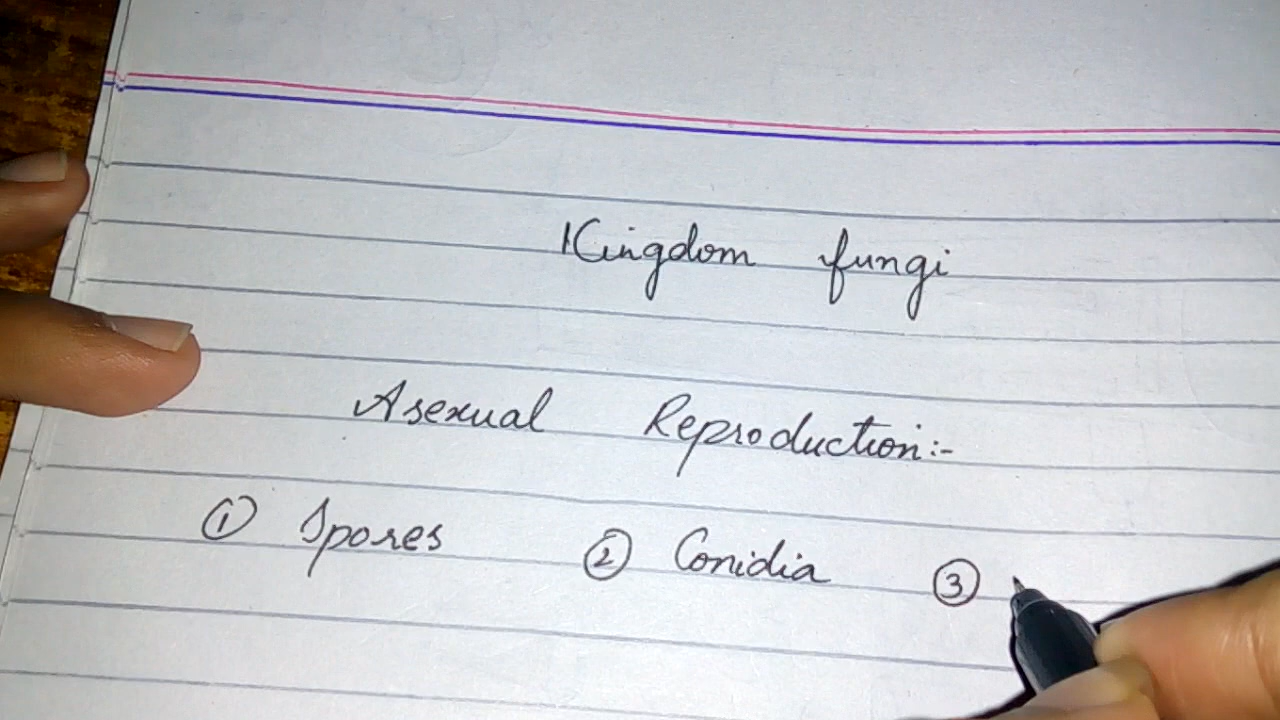 Kingdom fungi
Asexual Reproduction:-
① Spores ② Conidia ③